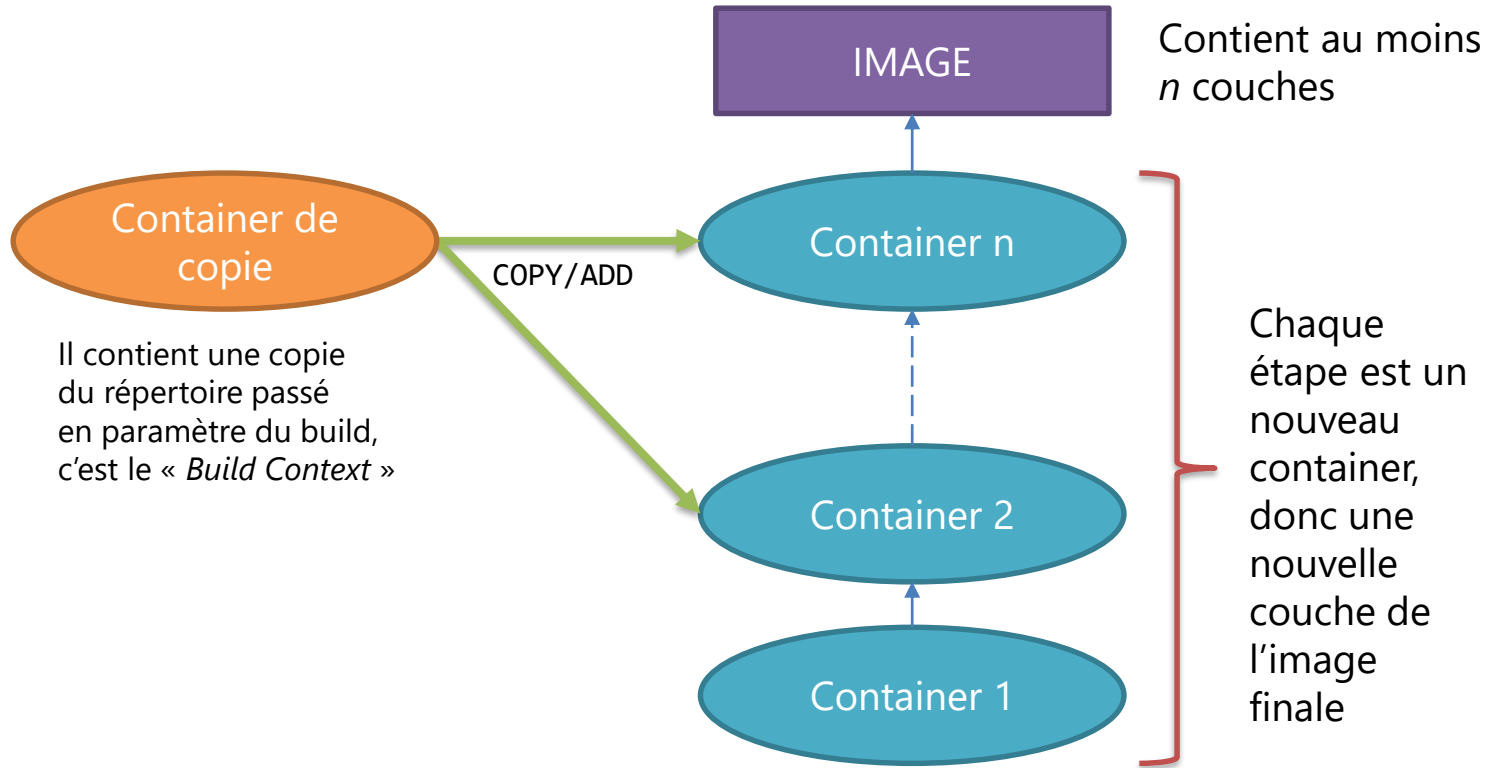 IMAGE
Contient au moins
n couches
Container de
copie
COPY/ADD
Container n
Il contient une copie
du répertoire passé
en paramètre du build,
c'est le « Build Context »
Chaque
étape est un
nouveau
container,
donc une
nouvelle
couche de
l’image
finale
Container 2
Container 1